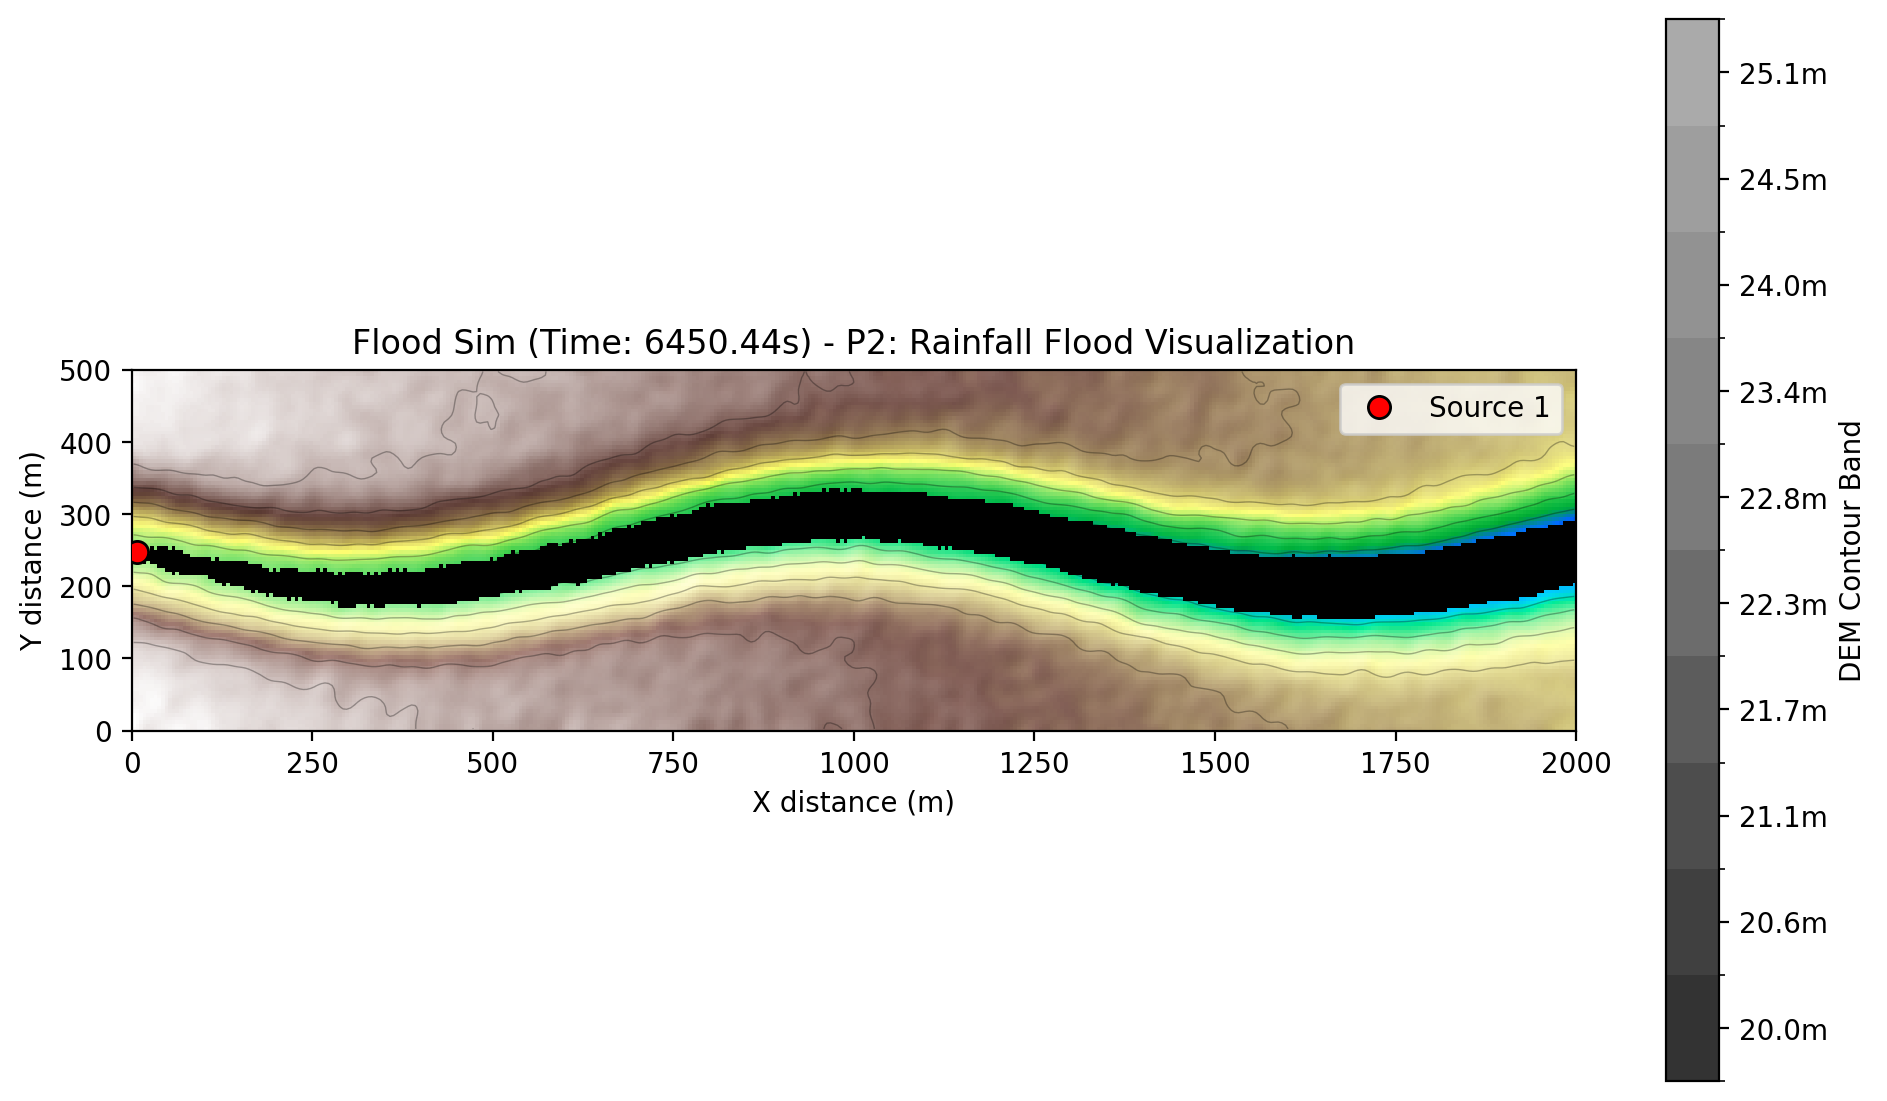 Flood Sim (Time: 6450.44s) - P2: Rainfall Flood Visualization
Source 1
500
400
300
200
100
0
Y distance (m)
0 250 500 750 1000 1250 1500 1750 2000
X distance (m)
25.1m
24.5m
24.0m
23.4m
22.8m
22.3m
21.7m
21.1m
20.6m
20.0m
DEM Contour Band